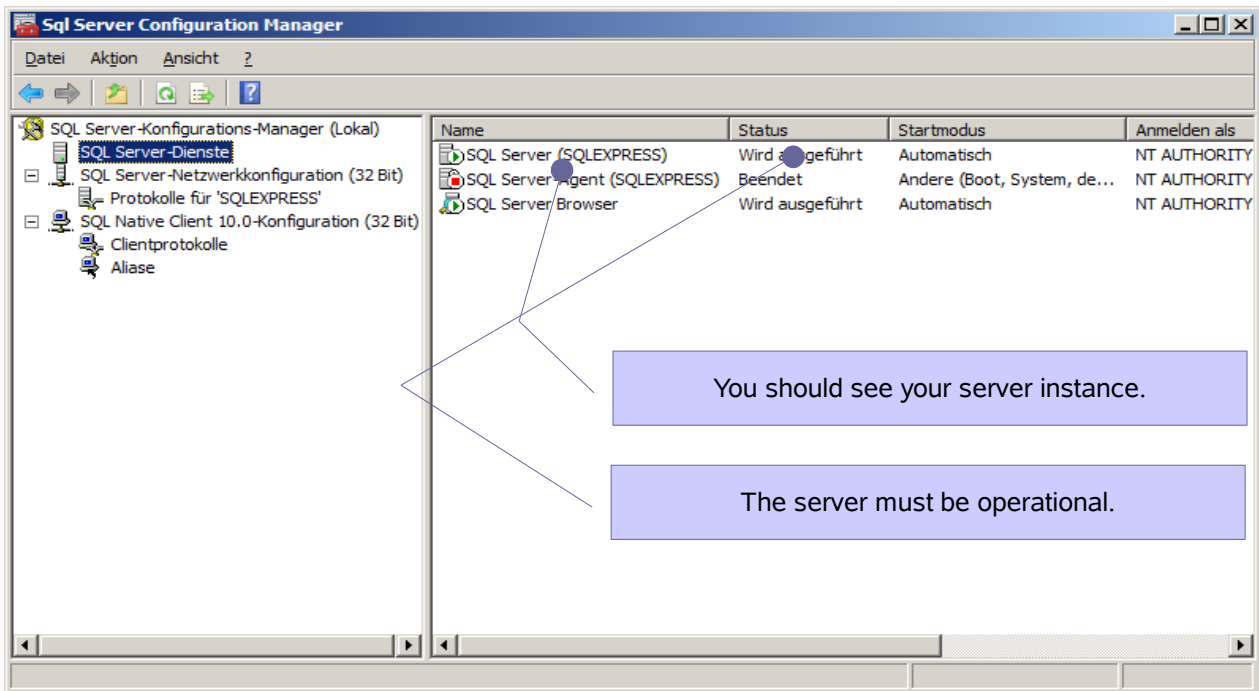 Sql Server Configuration Manager
Datei Aktion Ansicht ?
SQL Server-Konfigurations-Manager (Lokal)
SQL Server-Dienste
SQL Server-Netzwerkkonfiguration (32 Bit)
Protokolle für 'SQLEXPRESS'
SQL Native Client 10.0-Konfiguration (32 Bit)
Clientprotokolle
Aliase
Name Status Startmodus Anmelden als
SQL Server (SQLEXPRESS) Wird ausgeführt Automatisch NT AUTHORITY
SQL Server-Agent (SQLEXPRESS) Beendet Andere (Boot, System, de... NT AUTHORITY
SQL Server Browser Wird ausgeführt Automatisch NT AUTHORITY
You should see your server instance.
The server must be operational.